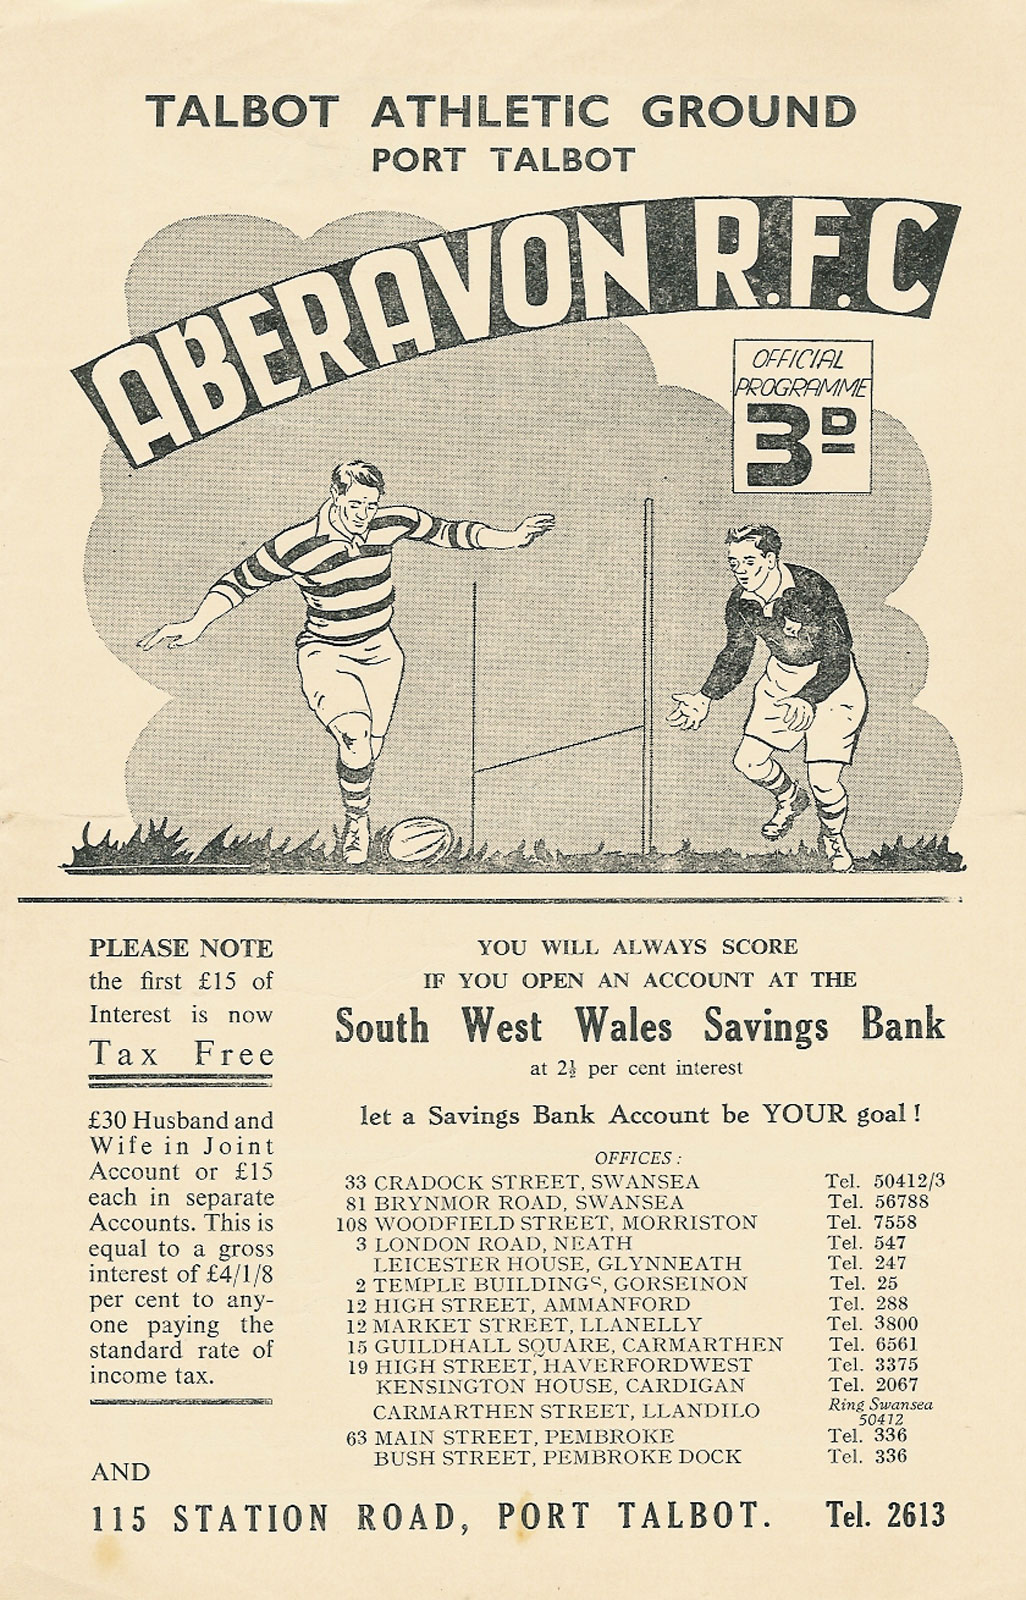 TALBOT ATHLETIC GROUND
PORT TALBOT
ABERAVON R.F.C
OFFICIAL
PROGRAMME
3D
PLEASE NOTE
the first £15 of
Interest is now
Tax Free
£30 Husband and
Wife in Joint
Account or £15
each in separate
Accounts. This is
equal to a gross
interest of £4/1/8
per cent to any-
one paying the
standard rate of
income tax.
YOU WILL ALWAYS SCORE
IF YOU OPEN AN ACCOUNT AT THE
South West Wales Savings Bank
at 2½ per cent interest
let a Savings Bank Account be YOUR goal!
OFFICES:
33 CRADOCK STREET, SWANSEA Tel. 50412/3
81 BRYNMOR ROAD, SWANSEA Tel. 56788
108 WOODFIELD STREET, MORRISTON Tel. 7558
3 LONDON ROAD, NEATH Tel. 547
LEICESTER HOUSE, GLYNNEATH Tel. 247
2 TEMPLE BUILDINGS, GORSEINON Tel. 25
12 HIGH STREET, AMMANFORD Tel. 288
12 MARKET STREET, LLANELLY Tel. 3800
15 GUILDHALL SQUARE, CARMARTHEN Tel. 6561
19 HIGH STREET, HAVERFORDWEST Tel. 3375
KENSINGTON HOUSE, CARDIGAN Tel. 2067
CARMARTHEN STREET, LLANDILO Ring Swansea
50412
63 MAIN STREET, PEMBROKE Tel. 336
BUSH STREET, PEMBROKE DOCK Tel. 336
AND
115 STATION ROAD, PORT TALBOT. Tel. 2613